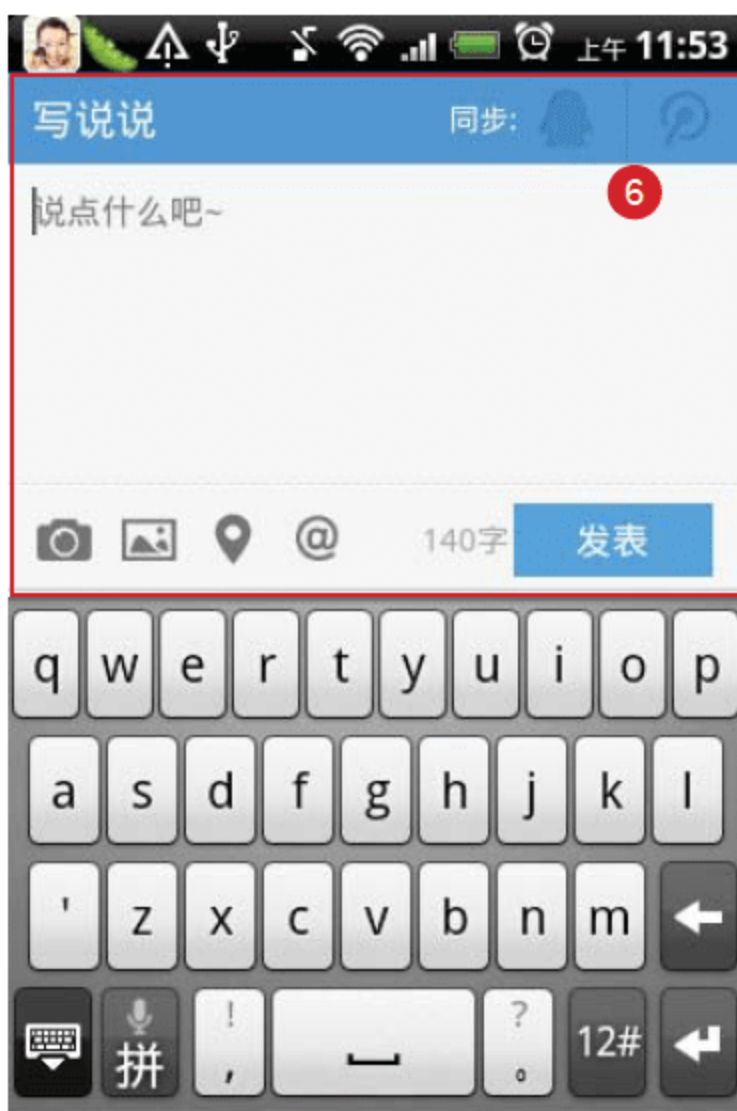 上午 11:53
写说说 同步:
6
说点什么吧~
@ 140字 发表
q w e r t y u i o p
a s d f g h j k l
' z x c v b n m
! ?
拼 , 。 12#